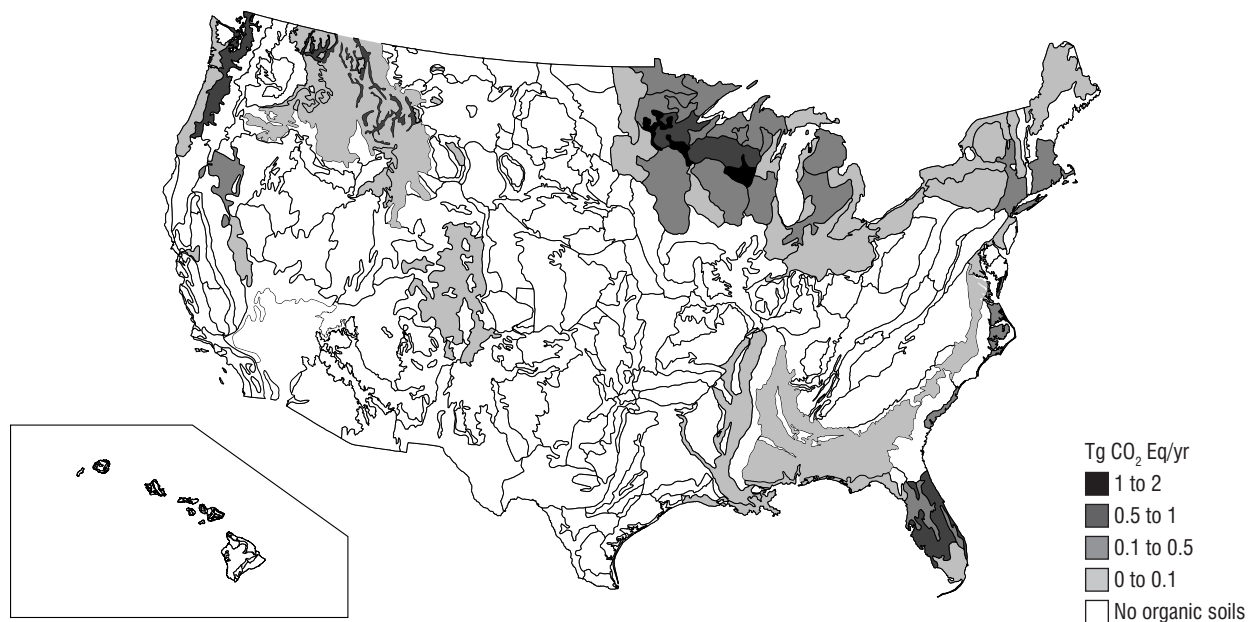 Tg CO₂ Eq/yr
1 to 2
0.5 to 1
0.1 to 0.5
0 to 0.1
No organic soils